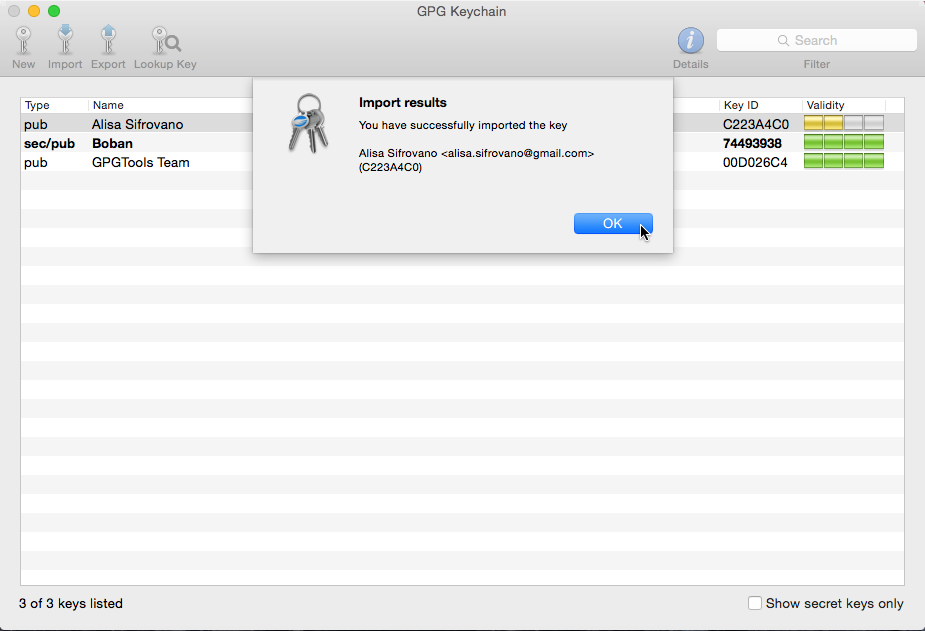 GPG Keychain
New Import Export Lookup Key Details Search Filter
Import results
You have successfully imported the key
Alisa Sifrovano <alisa.sifrovano@gmail.com>
(C223A4C0)
OK
Type Name Key ID Validity
pub Alisa Sifrovano C223A4C0
sec/pub Boban 74493938
pub GPGTools Team 00D026C4
3 of 3 keys listed
Show secret keys only